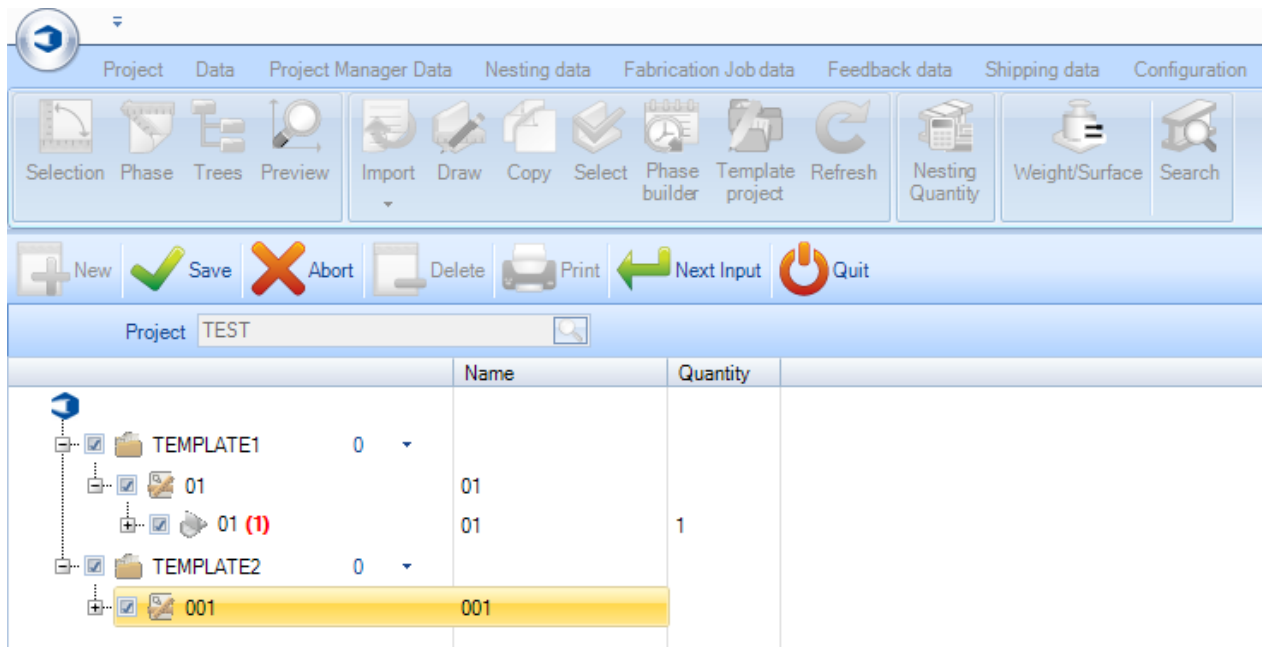 Project Data Project Manager Data Nesting data Fabrication Job data Feedback data Shipping data Configuration
Selection Phase Trees Preview Import Draw Copy Select Phase builder Template project Refresh Nesting Quantity Weight/Surface Search
New Save Abort Delete Print Next Input Quit
Project TEST
Name Quantity
TEMPLATE1 0
01 01
01 (1) 01 1
TEMPLATE2 0
001 001